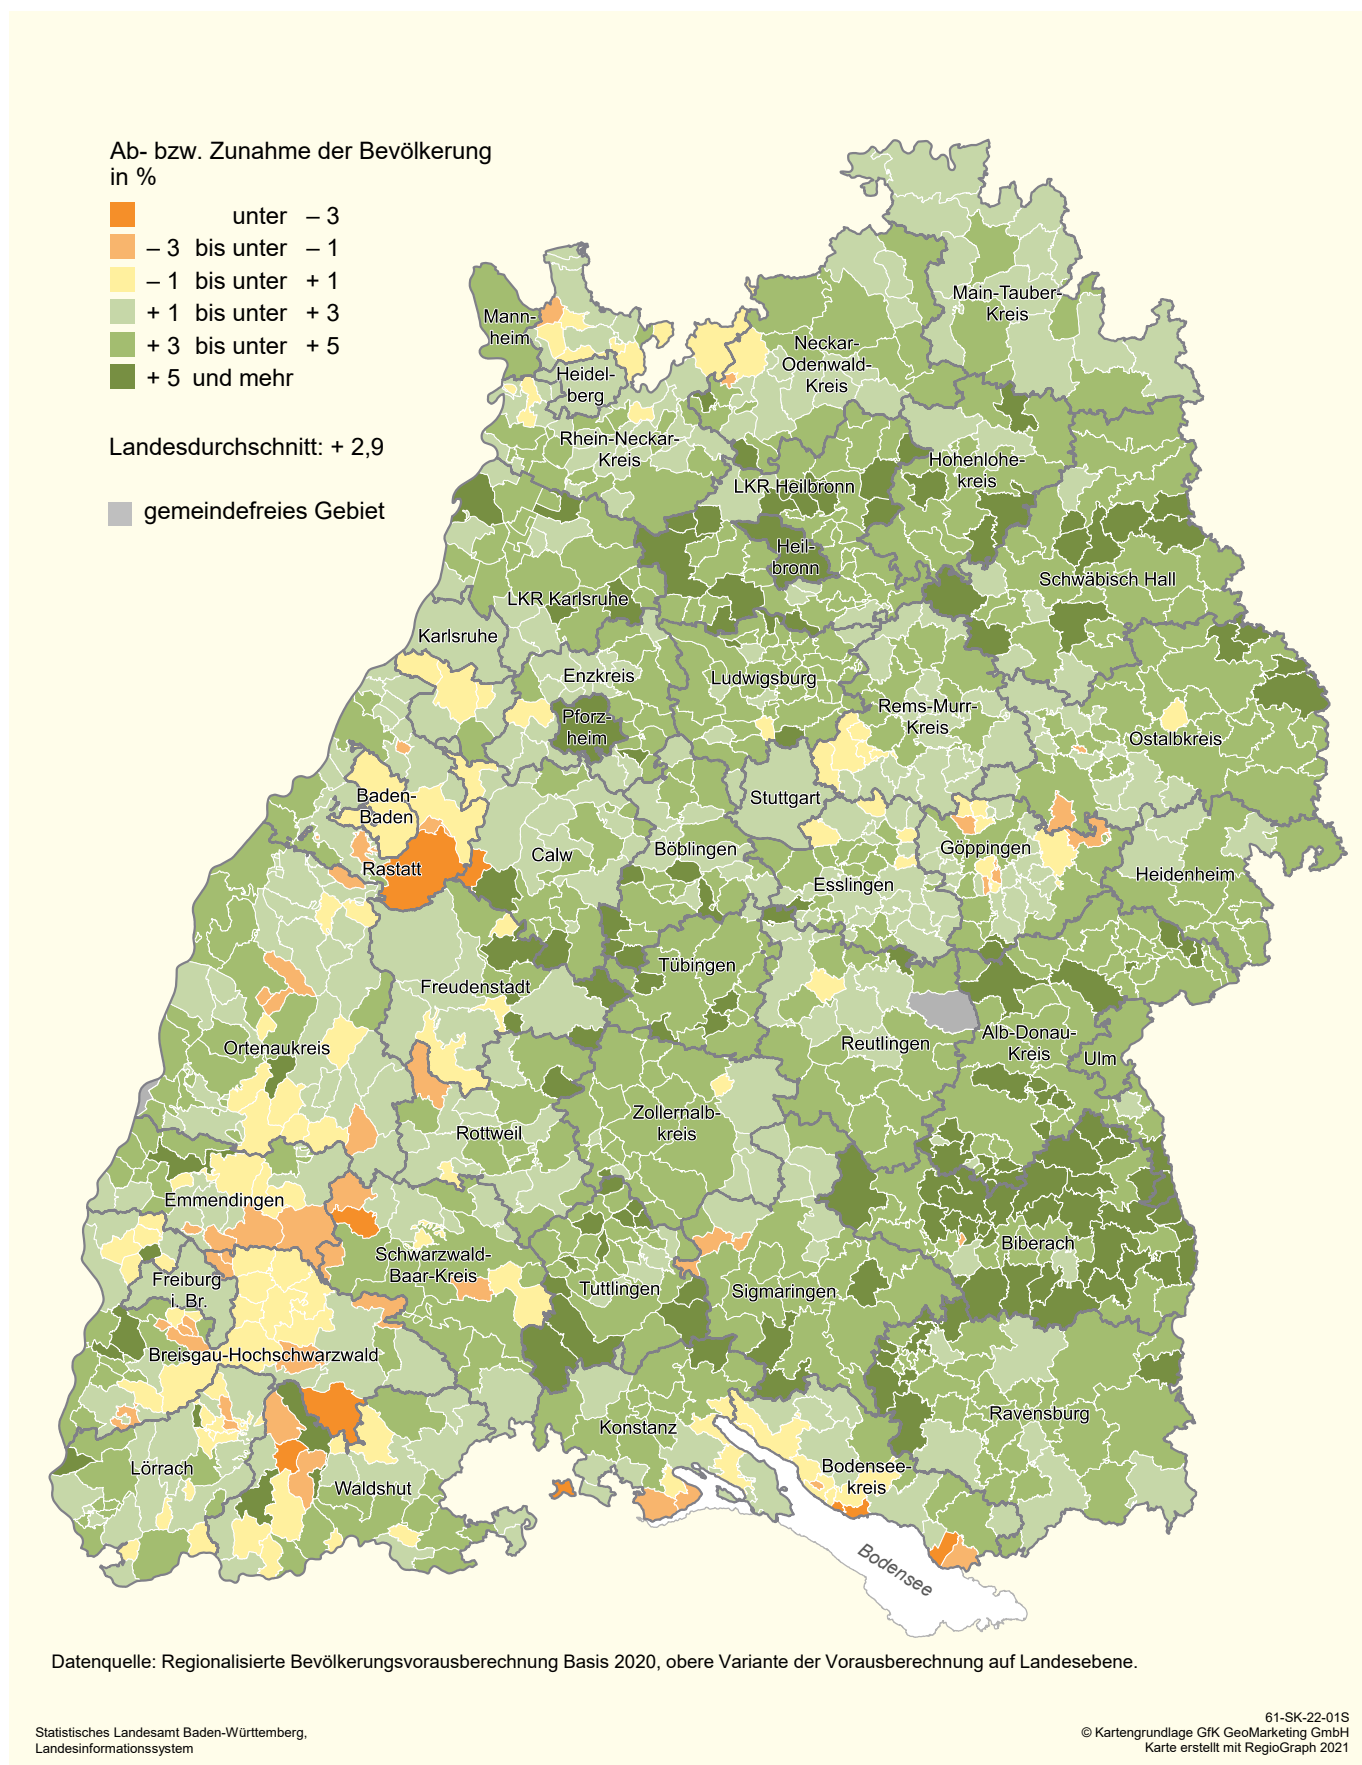 Ab- bzw. Zunahme der Bevölkerung
in %
unter – 3
– 3 bis unter – 1
– 1 bis unter + 1
+ 1 bis unter + 3
+ 3 bis unter + 5
+ 5 und mehr
Landesdurchschnitt: + 2,9
gemeindefreies Gebiet
Main-Tauber-
Kreis
Mann-
heim
Neckar-
Odenwald-
Kreis
Heidel-
berg
Rhein-Neckar-
Kreis
Hohenlohe-
kreis
LKR Heilbronn
Heil-
bronn
Schwäbisch Hall
LKR Karlsruhe
Karlsruhe
Enzkreis
Ludwigsburg
Pforz-
heim
Rems-Murr-
Kreis
Ostalbkreis
Baden-
Baden
Stuttgart
Rastatt
Calw
Böblingen
Göppingen
Esslingen
Heidenheim
Tübingen
Freudenstadt
Ortenaukreis
Reutlingen
Alb-Donau-
Kreis
Ulm
Zollernalb-
kreis
Rottweil
Emmendingen
Freiburg
i. Br.
Schwarzwald-
Baar-Kreis
Tuttlingen
Sigmaringen
Biberach
Breisgau-Hochschwarzwald
Konstanz
Ravensburg
Lörrach
Waldshut
Bodensee-
kreis
Bodensee
Datenquelle: Regionalisierte Bevölkerungsvorausberechnung Basis 2020, obere Variante der Vorausberechnung auf Landesebene.
Statistisches Landesamt Baden-Württemberg,
Landesinformationssystem
61-SK-22-01S
© Kartengrundlage GfK GeoMarketing GmbH
Karte erstellt mit RegioGraph 2021